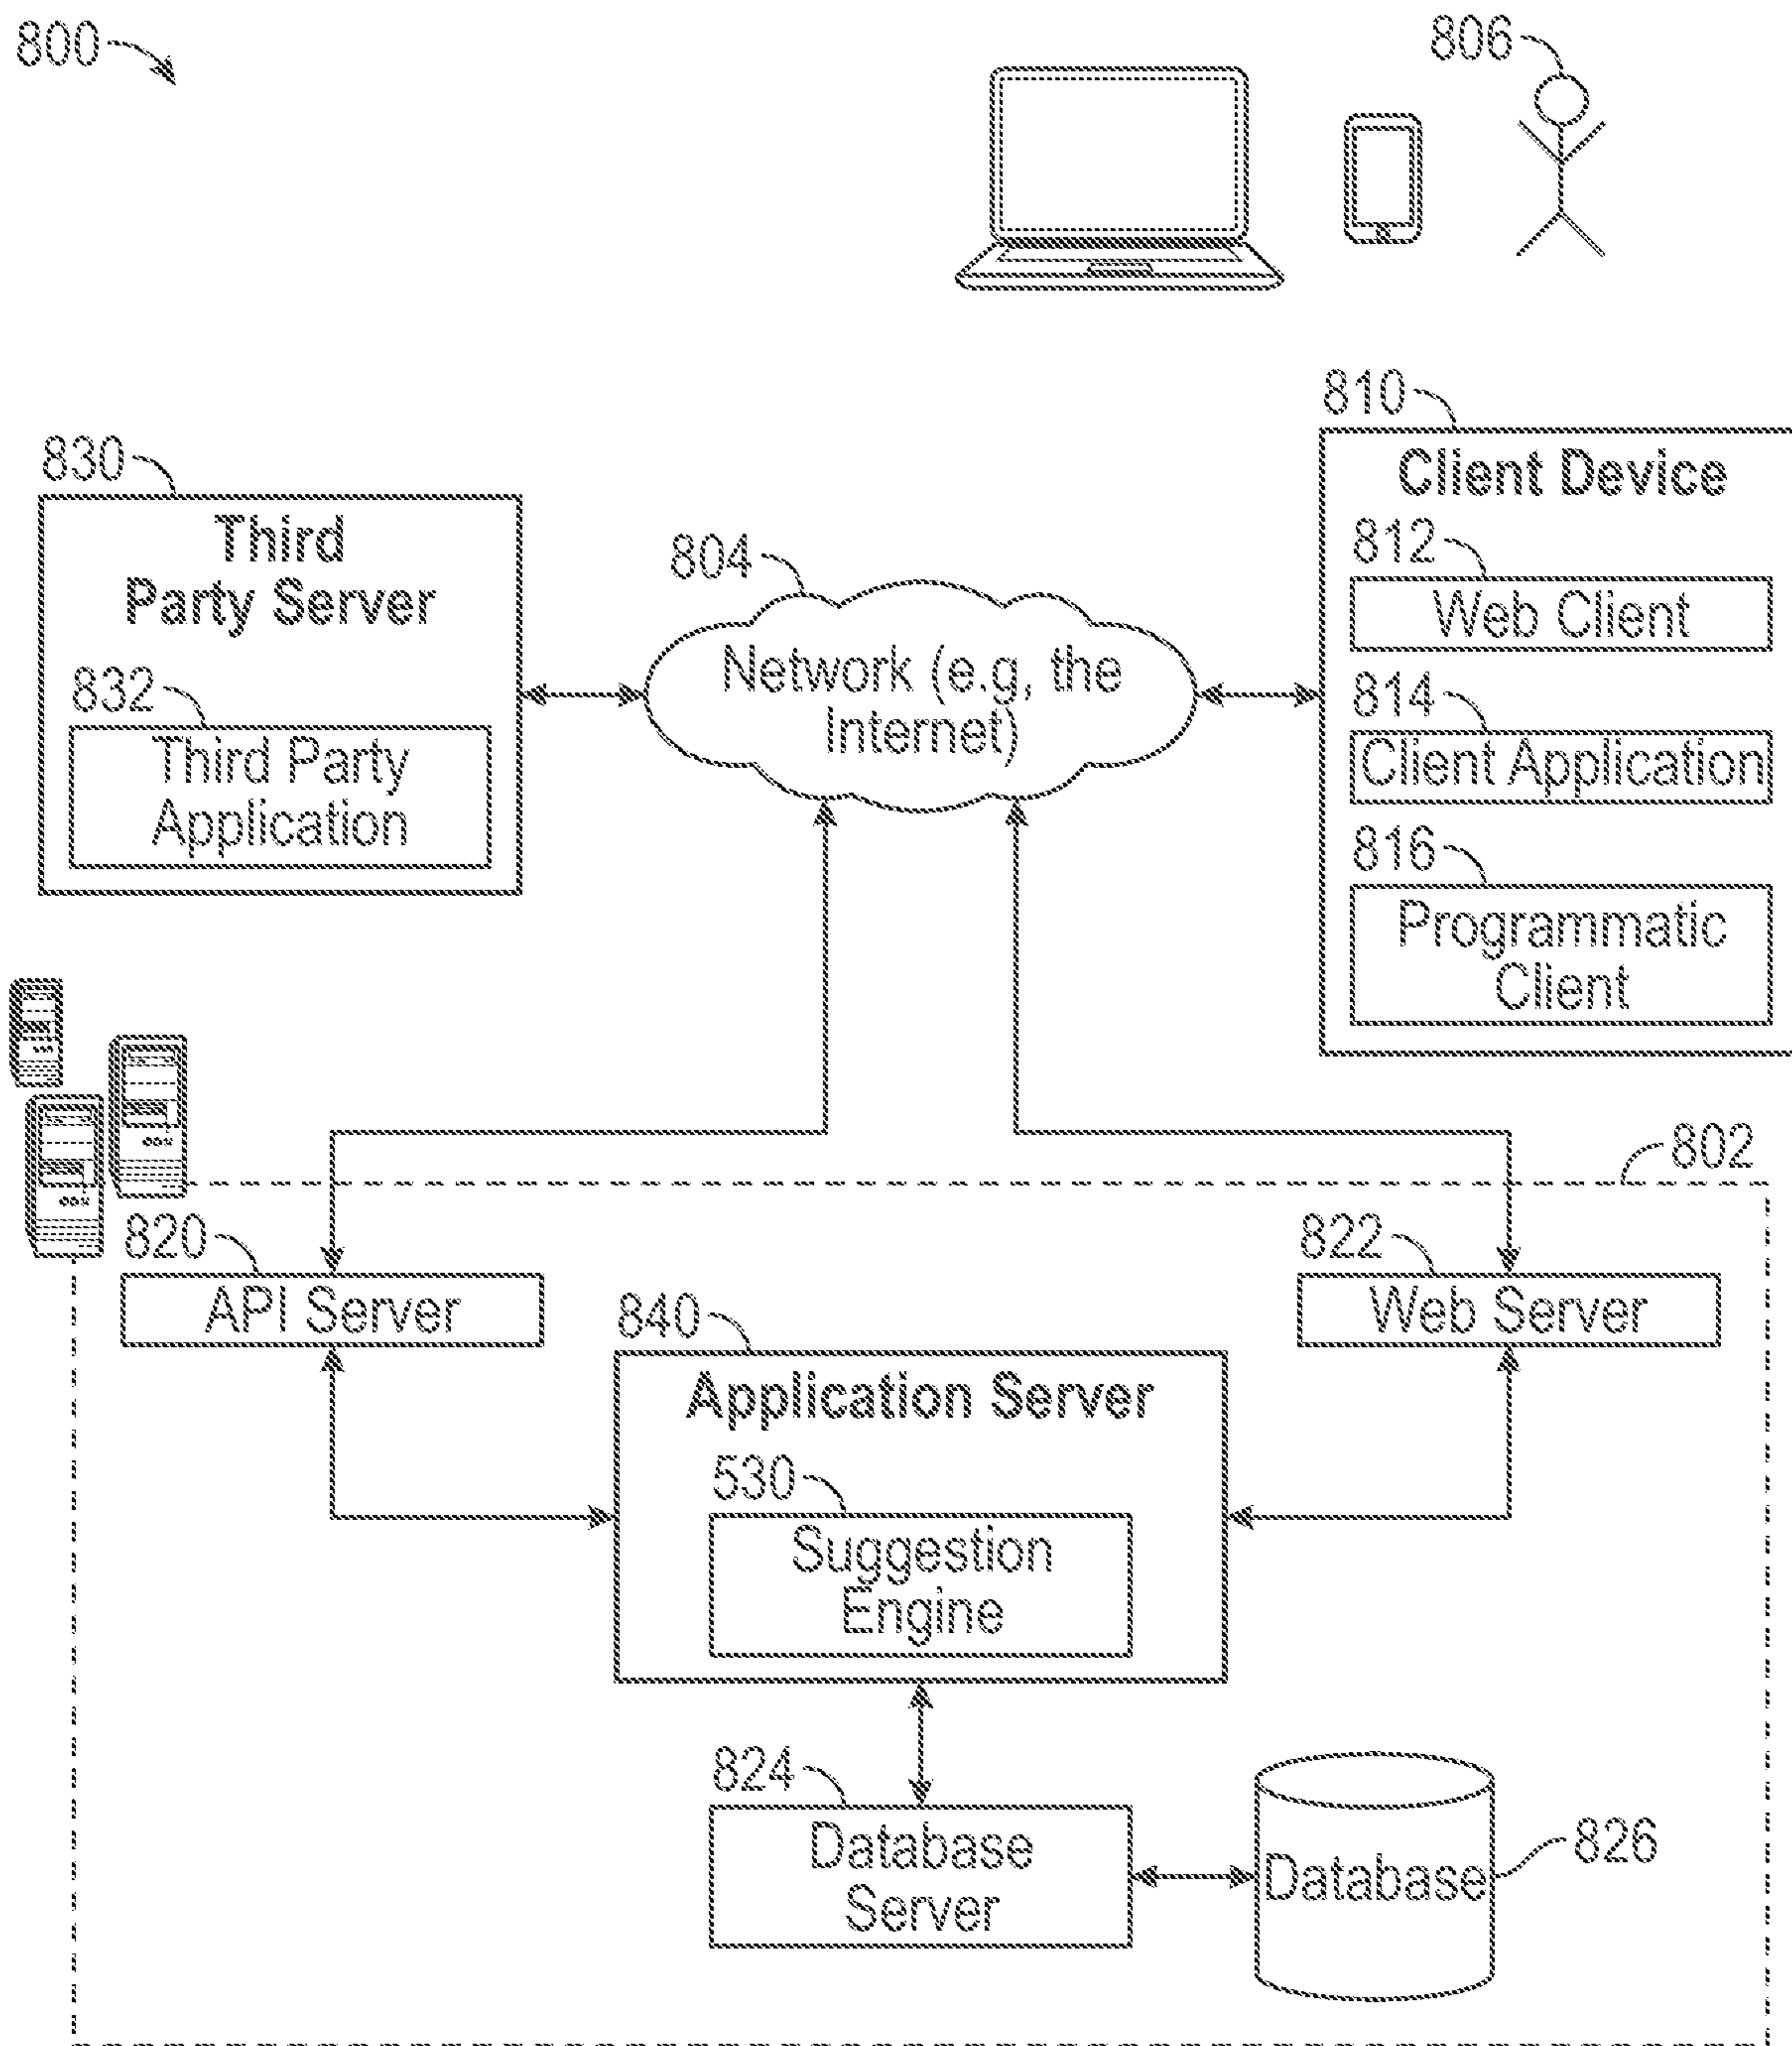 800
806
810
Client Device
812
Web Client
814
Client Application
816
Programmatic
Client
830
Third
Party Server
832
Third Party
Application
804
Network (e.g, the
Internet)
802
820
API Server
822
Web Server
840
Application Server
530
Suggestion
Engine
824
Database
Server
Database
826